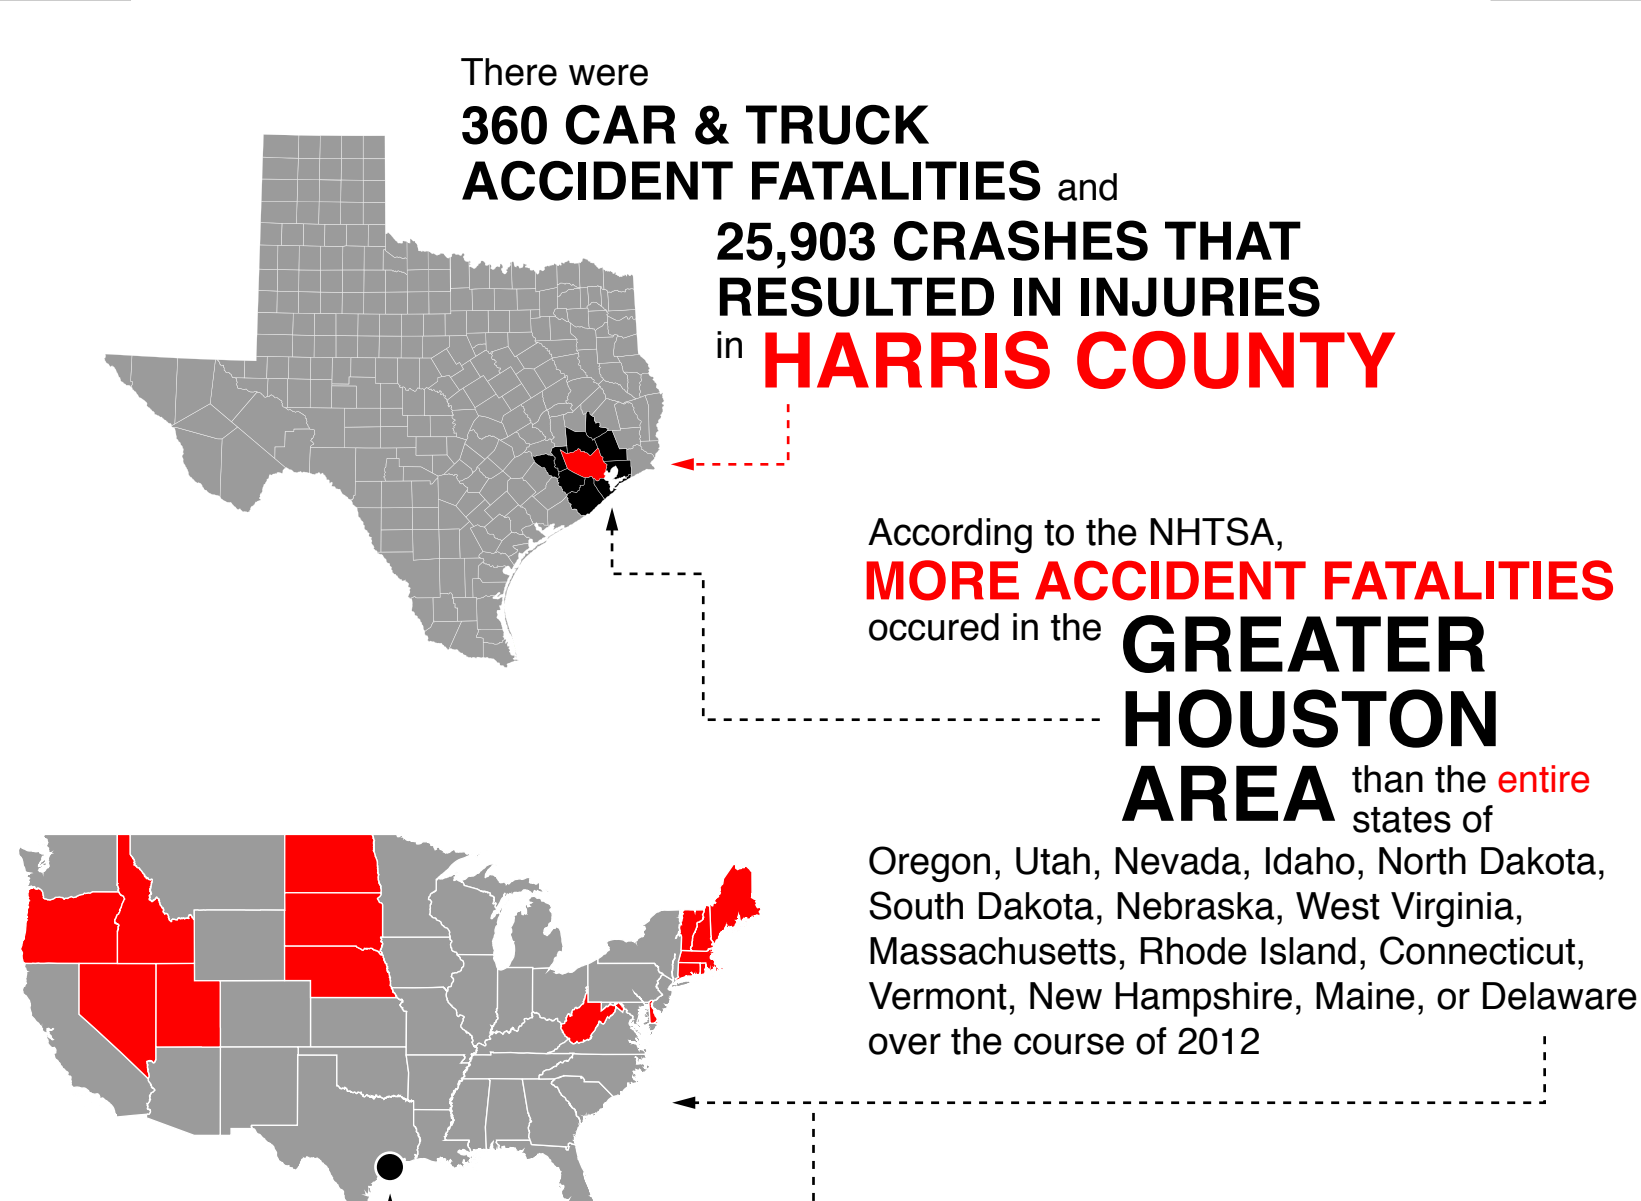 There were
360 CAR & TRUCK
ACCIDENT FATALITIES and
25,903 CRASHES THAT
RESULTED IN INJURIES
in HARRIS COUNTY
According to the NHTSA,
MORE ACCIDENT FATALITIES
occured in the GREATER
HOUSTON
AREA than the entire
states of
Oregon, Utah, Nevada, Idaho, North Dakota,
South Dakota, Nebraska, West Virginia,
Massachusetts, Rhode Island, Connecticut,
Vermont, New Hampshire, Maine, or Delaware
over the course of 2012